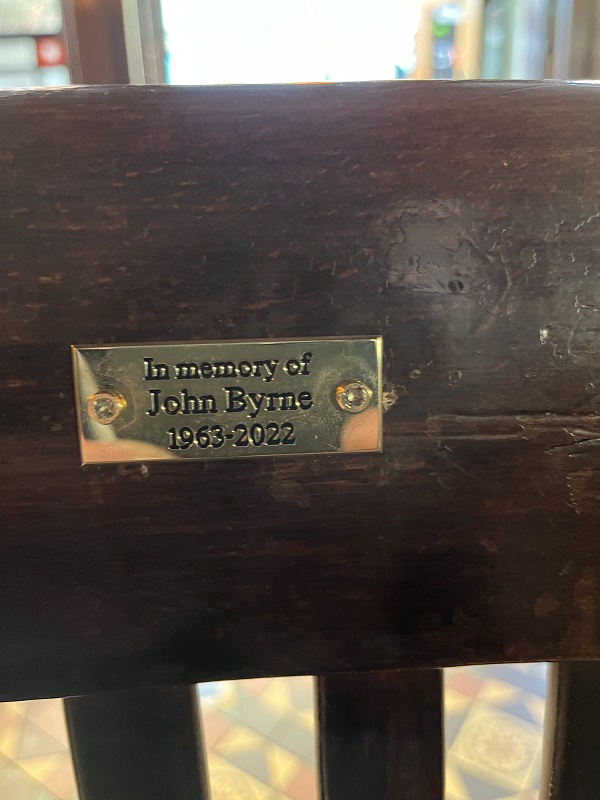 In memory of
John Byrne
1963-2022